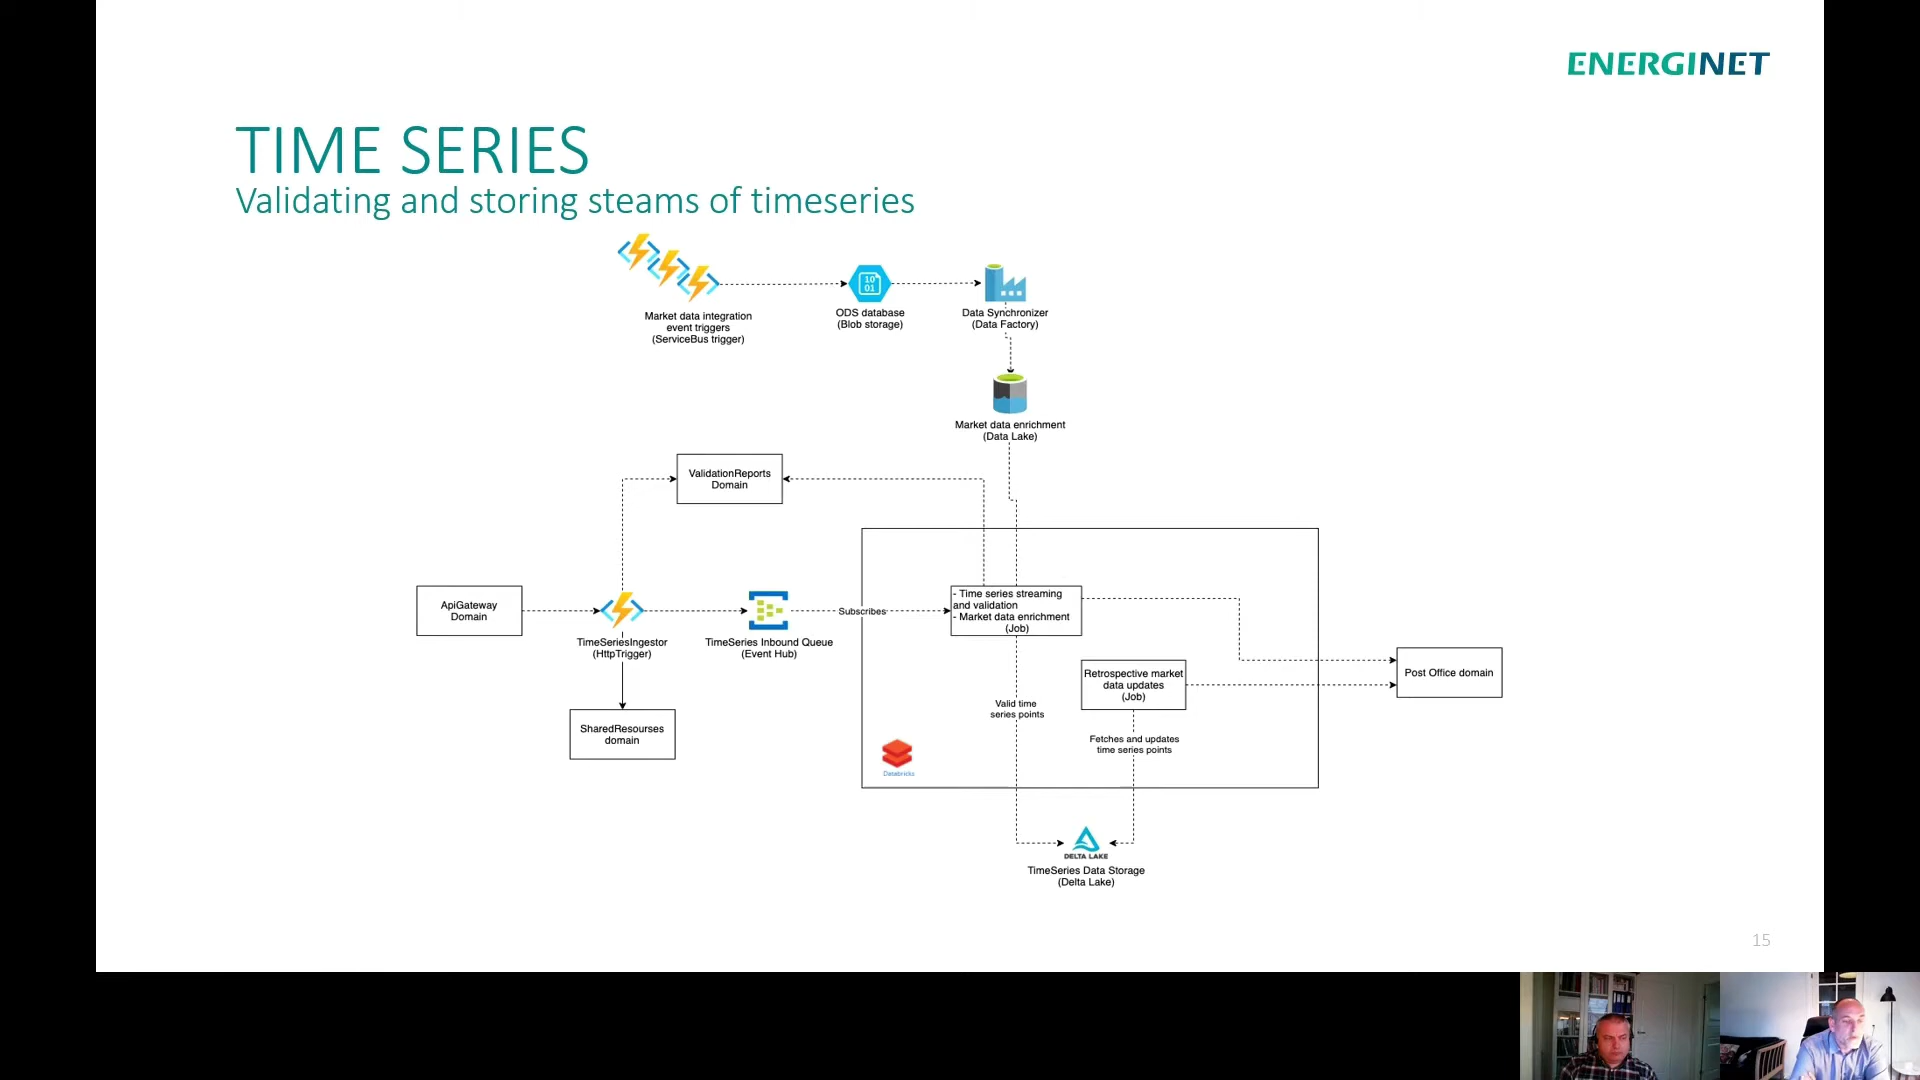 ENERGINET
TIME SERIES
Validating and storing steams of timeseries
10
01
Market data integration
event triggers
(ServiceBus trigger)
ODS database
(Blob storage)
Data Synchronizer
(Data Factory)
Market data enrichment
(Data Lake)
ValidationReports
Domain
ApiGateway
Domain
TimeSeriesIngestor
(HttpTrigger)
TimeSeries Inbound Queue
(Event Hub)
Subscribes
- Time series streaming
and validation
- Market data enrichment
(Job)
Retrospective market
data updates
(Job)
Post Office domain
SharedResourses
domain
Valid time
series points
Fetches and updates
time series points
Databricks
DELTA LAKE
TimeSeries Data Storage
(Delta Lake)
15